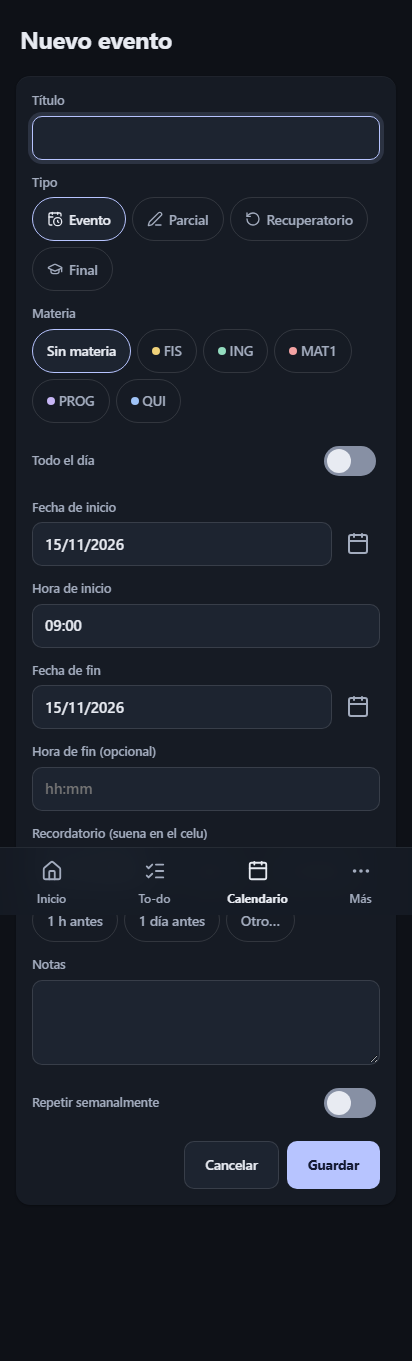 Nuevo evento
Título
Tipo
Evento Parcial Recuperatorio
Final
Materia
Sin materia FIS ING MAT1
PROG QUI
Todo el día
Fecha de inicio
15/11/2026
Hora de inicio
09:00
Fecha de fin
15/11/2026
Hora de fin (opcional)
hh:mm
Recordatorio (suena en el celu)
Inicio To-do Calendario Más
1 h antes 1 día antes Otro...
Notas
Repetir semanalmente
Cancelar Guardar